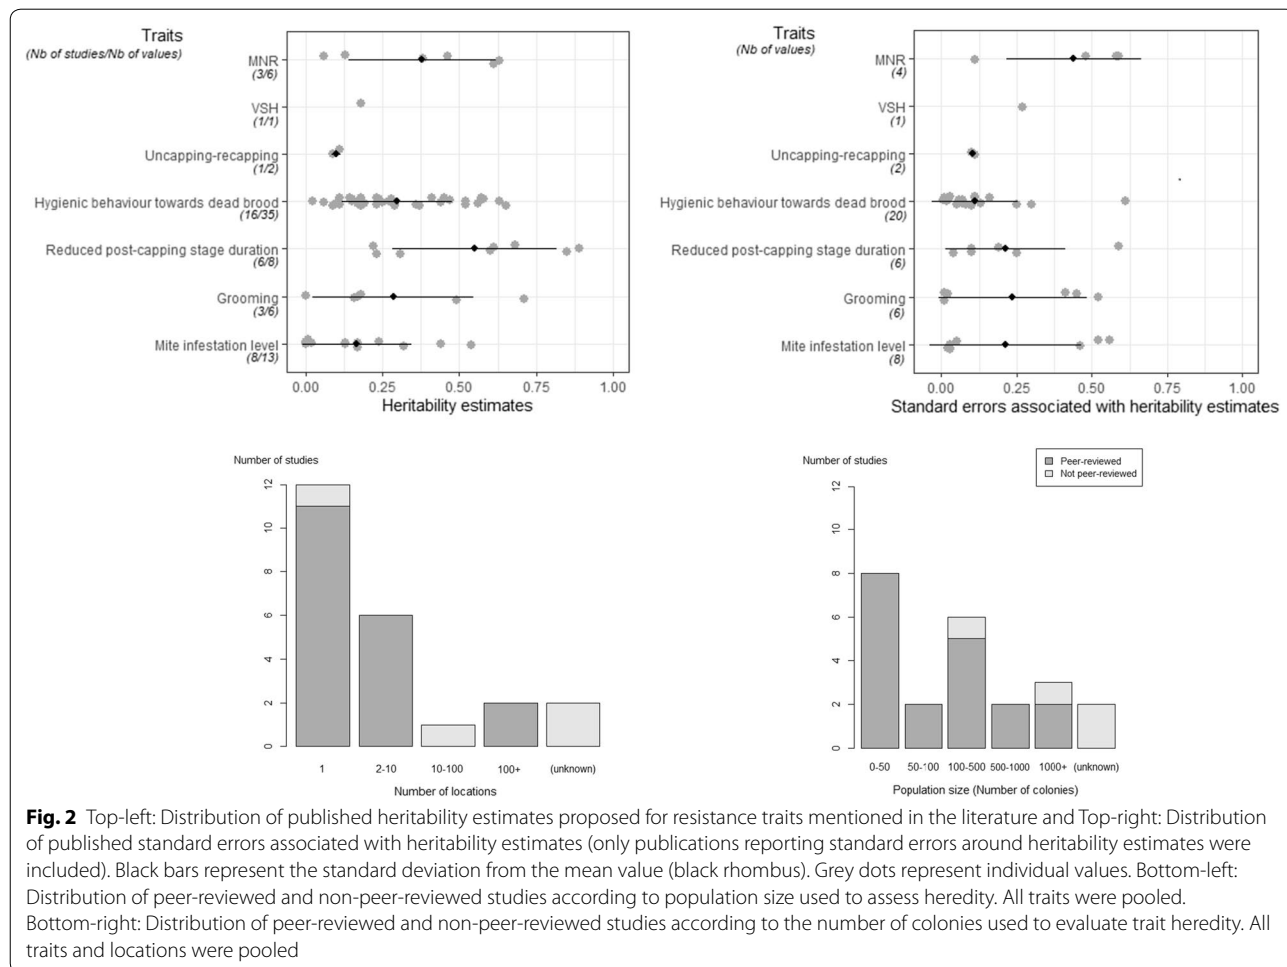 Traits
(Nb of studies/Nb of values)
MNR
(3/6)
VSH
(1/1)
Uncapping-recapping
(1/2)
Hygienic behaviour towards dead brood
(16/35)
Reduced post-capping stage duration
(6/8)
Grooming
(3/6)
Mite infestation level
(8/13)
0.00 0.25 0.50 0.75 1.00
Heritability estimates
Traits
(Nb of values)
MNR
(4)
VSH
(1)
Uncapping-recapping
(2)
Hygienic behaviour towards dead brood
(20)
Reduced post-capping stage duration
(6)
Grooming
(6)
Mite infestation level
(8)
0.00 0.25 0.50 0.75 1.00
Standard errors associated with heritability estimates
Number of studies
12
10
8
6
4
2
0
1 2-10 10-100 100+ (unknown)
Number of locations
Number of studies
Peer-reviewed
Not peer-reviewed
12
10
8
6
4
2
0
0-50 50-100 100-500 500-1000 1000+ (unknown)
Population size (Number of colonies)
Fig. 2 Top-left: Distribution of published heritability estimates proposed for resistance traits mentioned in the literature and Top-right: Distribution
of published standard errors associated with heritability estimates (only publications reporting standard errors around heritability estimates were
included). Black bars represent the standard deviation from the mean value (black rhombus). Grey dots represent individual values. Bottom-left:
Distribution of peer-reviewed and non-peer-reviewed studies according to population size used to assess heredity. All traits were pooled.
Bottom-right: Distribution of peer-reviewed and non-peer-reviewed studies according to the number of colonies used to evaluate trait heredity. All
traits and locations were pooled